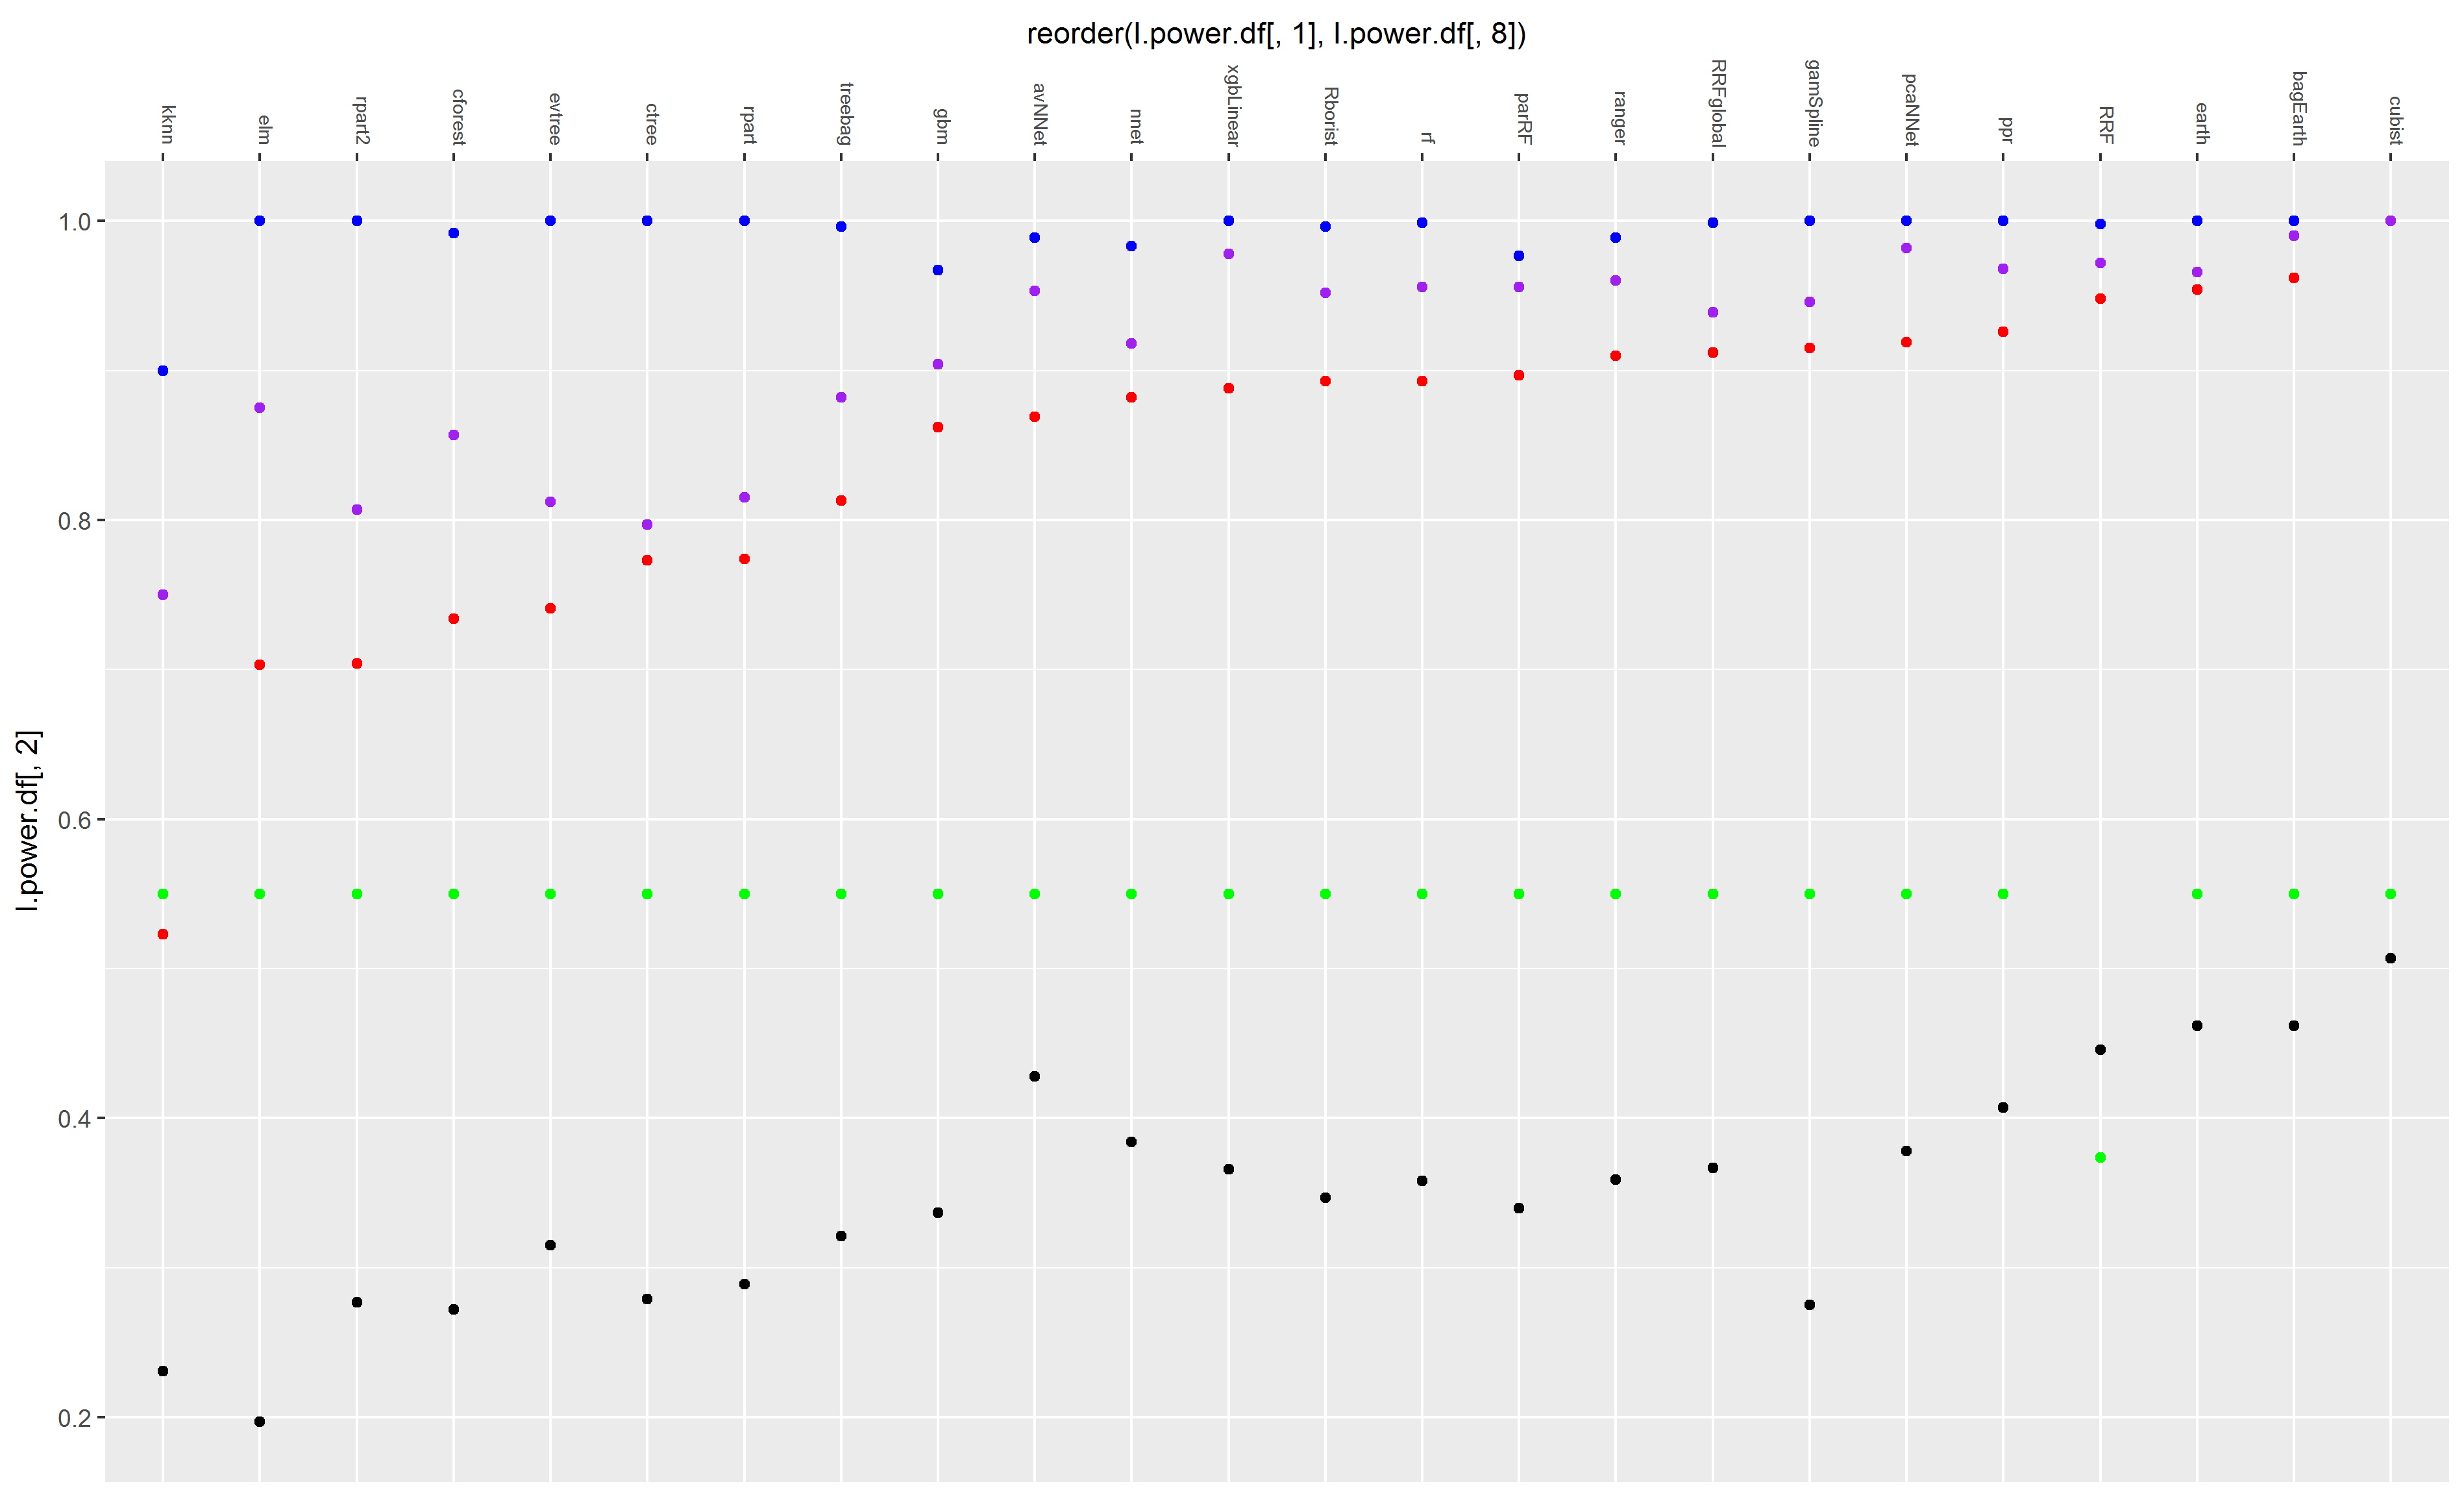 reorder(l.power.df[, 1], l.power.df[, 8])
kknn
elm
rpart2
cforest
evtree
ctree
rpart
treebag
gbm
avNNet
nnet
xgbLinear
Rborist
rf
parRF
ranger
RRFglobal
gamSpline
pcaNNet
ppr
RRF
earth
bagEarth
cubist
1.0
0.8
0.6
0.4
0.2
l.power.df[, 2]